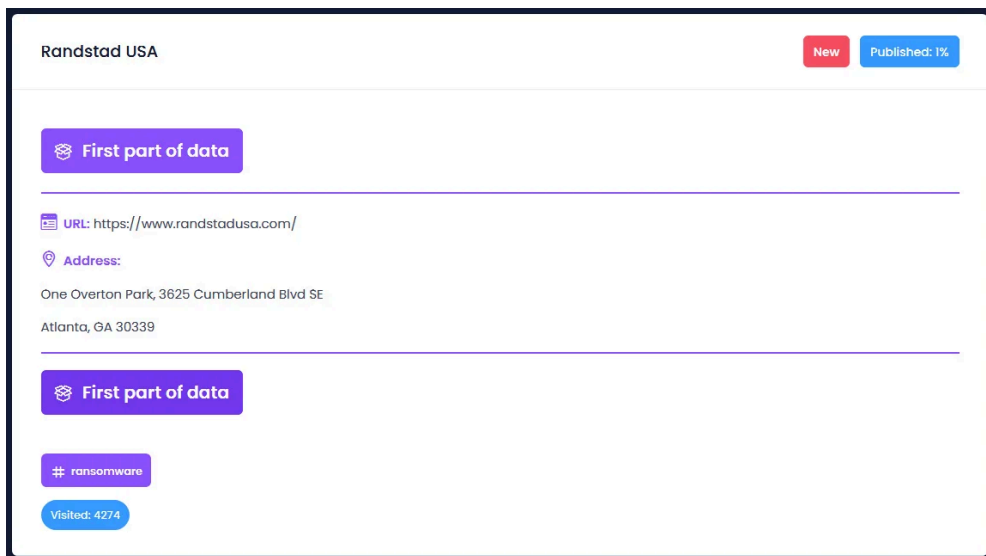 Randstad USA
New
Published: 1%
First part of data
URL: https://www.randstadusa.com/
Address:
One Overton Park, 3625 Cumberland Blvd SE
Atlanta, GA 30339
First part of data
# ransomware
Visited: 4274